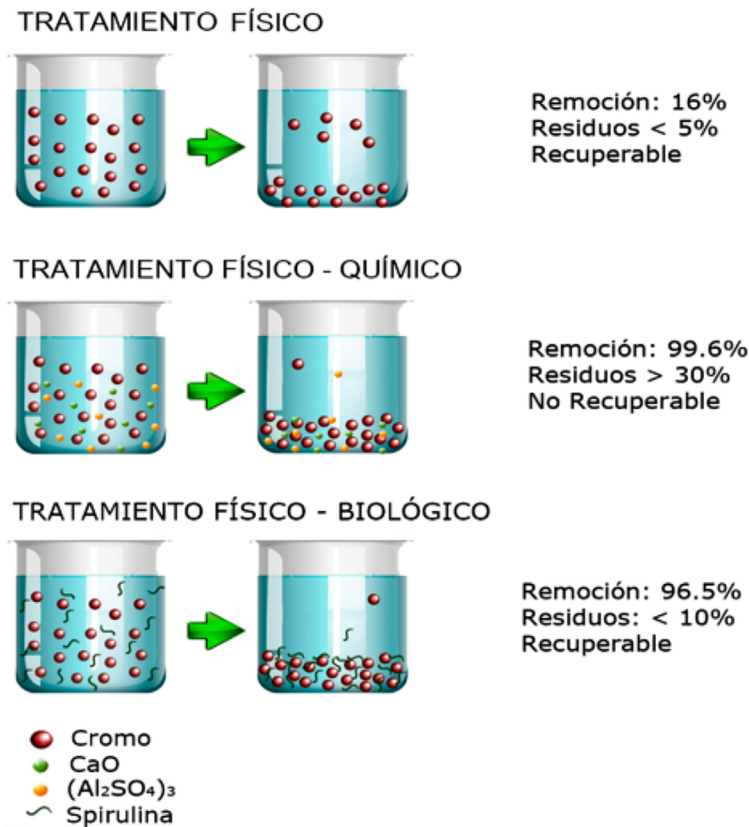 TRATAMIENTO FÍSICO
Remoción: 16%
Residuos < 5%
Recuperable
TRATAMIENTO FÍSICO - QUÍMICO
Remoción: 99.6%
Residuos > 30%
No Recuperable
TRATAMIENTO FÍSICO - BIOLÓGICO
Remoción: 96.5%
Residuos: < 10%
Recuperable
Cromo
CaO
(Al₂SO₄)₃
Spirulina